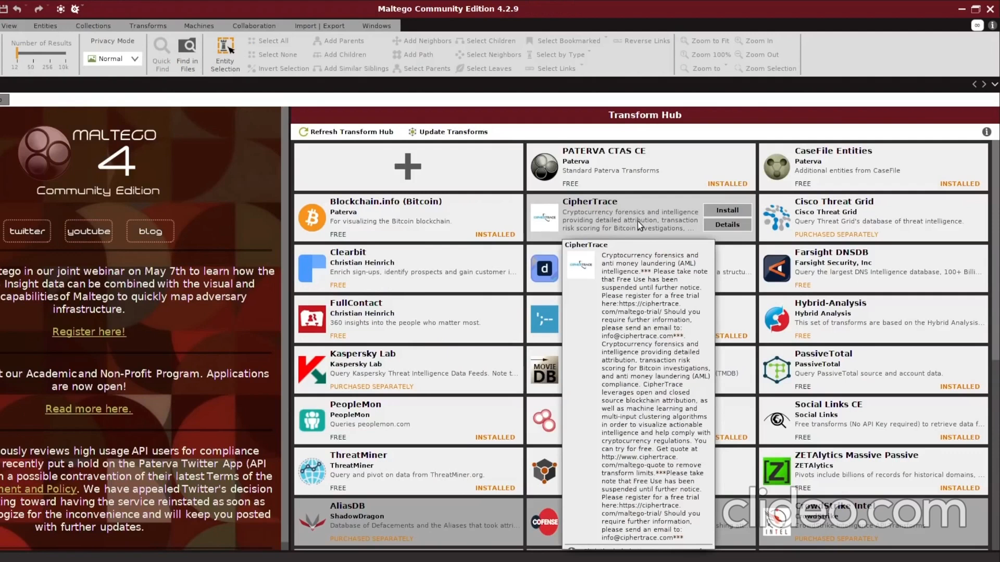 Maltego Community Edition 4.2.9
View Entities Collections Transforms Machines Collaboration Import | Export Windows
Number of Results
12 50 256 10k
Privacy Mode
Normal
Quick Find
Find in Files
Entity Selection
Select All
Select None
Invert Selection
Add Parents
Add Children
Add Similar Siblings
Add Neighbors
Add Path
Select Parents
Select Children
Select Neighbors
Select Leaves
Select Bookmarked
Select by Type
Select Links
Reverse Links
Zoom to Fit
Zoom 100%
Zoom to
Zoom In
Zoom Out
Zoom Selection
MALTEGO
4
Community Edition
twitter youtube blog
tego in our joint webinar on May 7th to learn how the
Insight data can be combined with the visual and
capabilities of Maltego to quickly map adversary
infrastructure.
Register here!
t our Academic and Non-Profit Program. Applications
are now open!
Read more here.
ously reviews high usage API users for compliance
recently put a hold on the Paterva Twitter App (API
n a possible contravention of their latest Terms of the
ment and Policy. We have appealed Twitter's decision
ing toward having the service reinstated as soon as
ogize for the inconvenience and will keep you posted
with further updates.
Transform Hub
Refresh Transform Hub Update Transforms
PATERVA CTAS CE
Paterva
Standard Paterva Transforms
FREE INSTALLED
CaseFile Entities
Paterva
Additional entities from CaseFile
FREE INSTALLED
Blockchain.info (Bitcoin)
Paterva
For visualizing the Bitcoin blockchain.
FREE INSTALLED
CipherTrace
Cryptocurrency forensics and intelligence
providing detailed attribution, transaction
risk scoring for Bitcoin investigations, ...
Install
Details
Cisco Threat Grid
Cisco Threat Grid
Query Threat Grid's database of threat intelligence.
PURCHASED SEPARATELY
Clearbit
Christian Heinrich
Enrich sign-ups, identify prospects and gain customer i...
FREE
d
a structu...
Farsight DNSDB
Farsight Security, Inc
Query the largest DNS Intelligence database, 100+ Billi...
FREE
FullContact
Christian Heinrich
360 insights into the people who matter most.
FREE
';--
STALLED
Hybrid-Analysis
Hybrid Analysis
This set of transforms are based on the Hybrid Analysis...
FREE
Kaspersky Lab
Kaspersky Lab
Query Kaspersky Threat Intelligence Data Feeds. Note t...
PURCHASED SEPARATELY
MOVIE
DB
(TMDB)
PassiveTotal
PassiveTotal
Query PassiveTotal source and account data.
FREE INSTALLED
PeopleMon
PeopleMon
Queries peoplemon.com
FREE INSTALLED
STALLED
Social Links CE
Social Links
Free transforms (No API Key required) to retrieve data f...
FREE INSTALLED
ThreatMiner
ThreatMiner
Query and pivot on data from ThreatMiner.org.
FREE INSTALLED
ZETAlytics Massive Passive
ZETAlytics
Pivots include billions of records for historical domains, ...
FREE INSTALLED
AliasDB
ShadowDragon
Database of Defacements and the Aliases that took attri...
PURCHASED SEPARATELY
COFENSE
CrowdStrike Intel
CrowdStrike
CrowdStrike Intelligence API Transforms
INTEL
PURCHASED SEPARATELY
CipherTrace
CIPHERTRACE
Cryptocurrency forensics and
anti money laundering (AML)
intelligence.*** Please take note
that Free Use has been
suspended until further notice.
Please register for a free trial
here:https://ciphertrace.
com/maltego-trial/ Should you
require further information,
please send an email to:
info@ciphertrace.com***.
Cryptocurrency forensics and
intelligence providing detailed
attribution, transaction risk
scoring for Bitcoin investigations,
and anti money laundering (AML)
compliance. CipherTrace
leverages open and closed
source blockchain attribution, as
well as machine learning and
multi-input clustering algorithms
in order to visualize actionable
intelligence and help comply with
cryptocurrency regulations. You
can try for free. Get quote at
http://www.ciphertrace.
com/maltego-quote to remove
transform limits.***Please take
note that Free Use has been
suspended until further notice.
Please register for a free trial
here:https://ciphertrace.
com/maltego-trial/ Should you
require further information,
please send an email to:
info@ciphertrace.com***
clideo.com